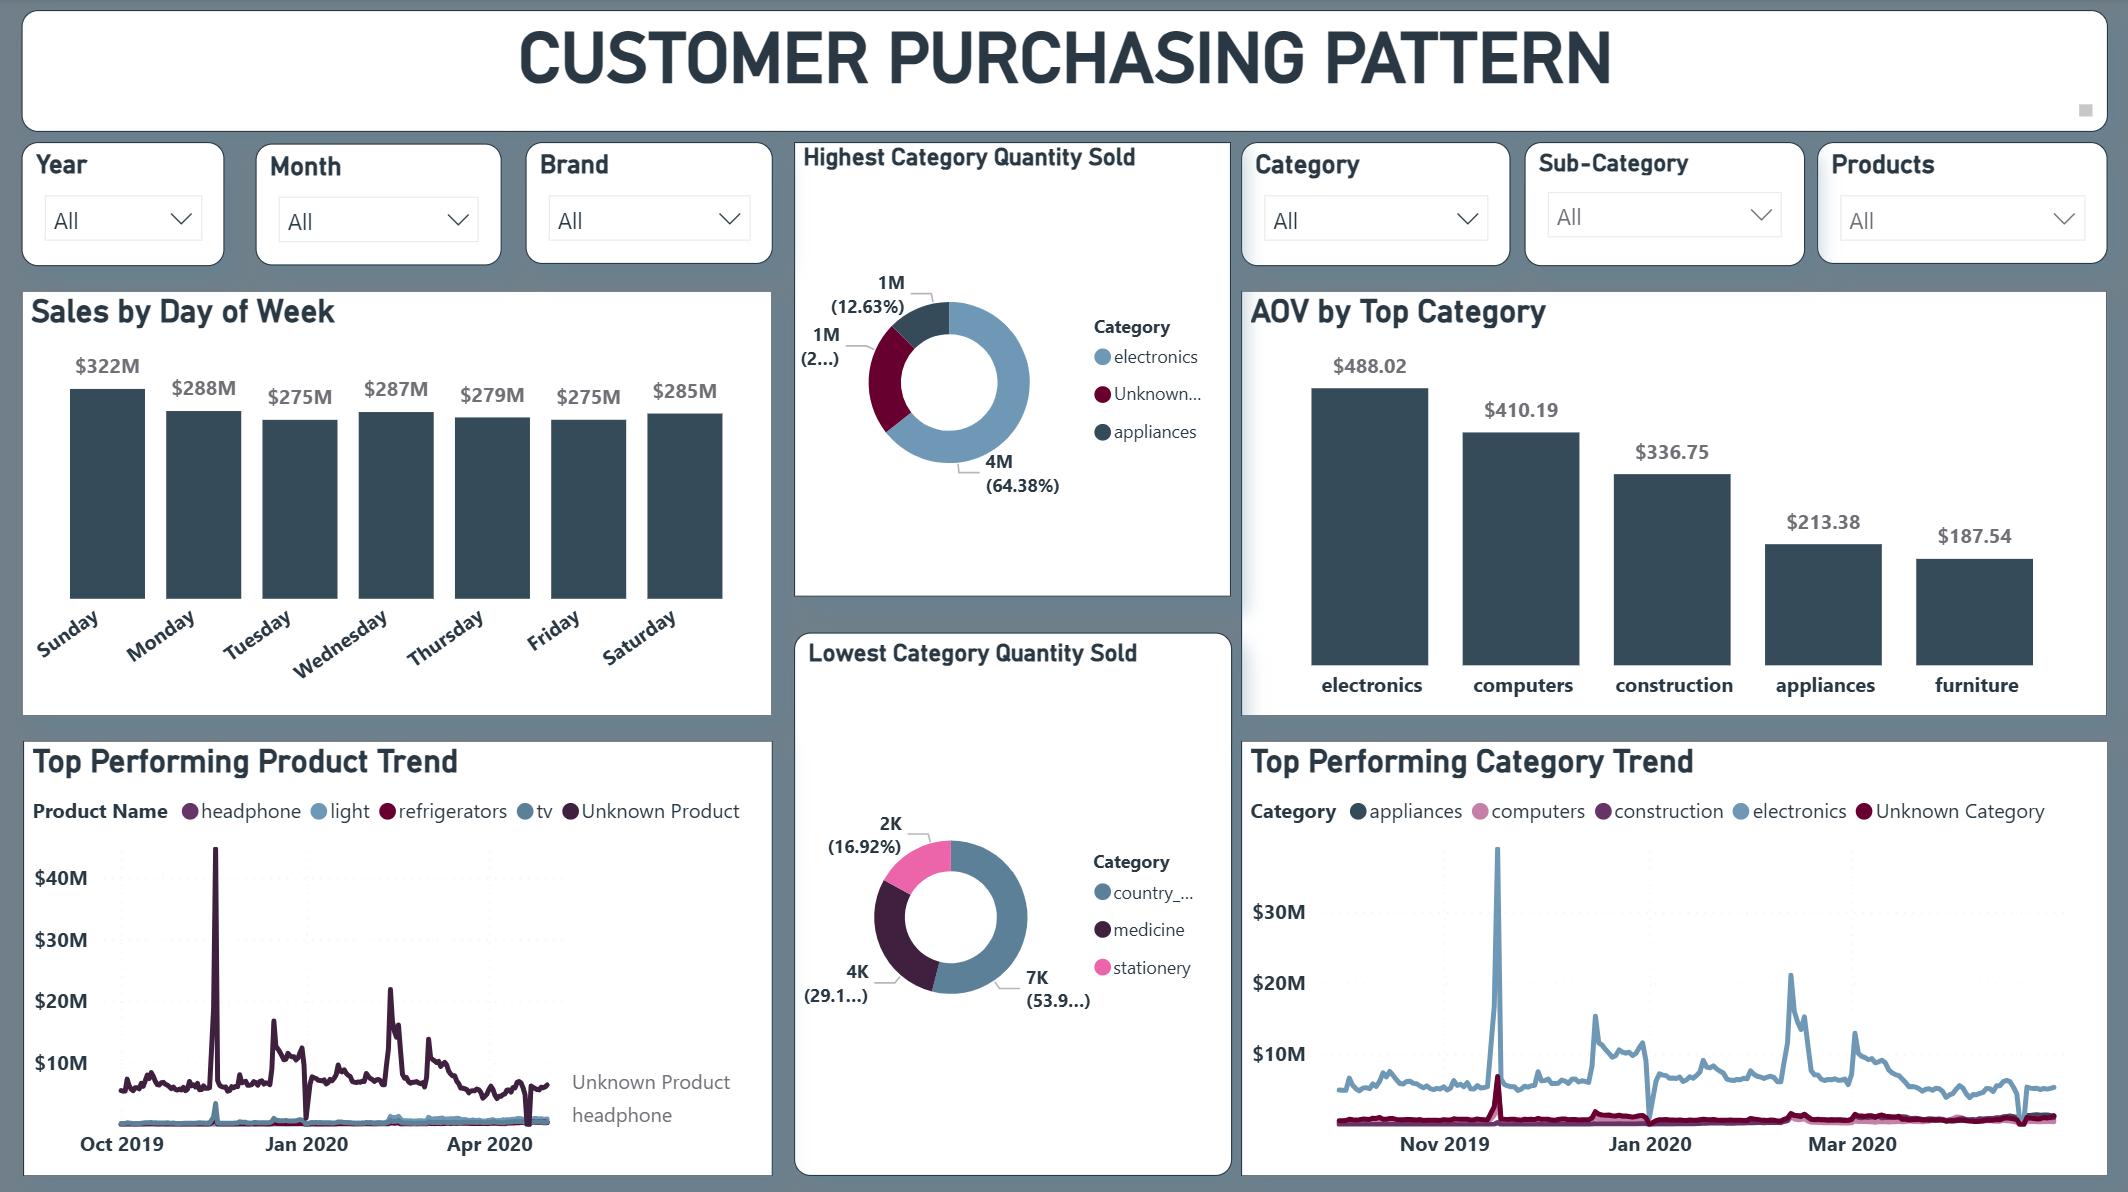 CUSTOMER PURCHASING PATTERN
Year
All
Month
All
Brand
All
Highest Category Quantity Sold
1M
(12.63%)
1M
(2...)
4M
(64.38%)
Category
electronics
Unknown...
appliances
Category
All
Sub-Category
All
Products
All
Sales by Day of Week
$322M
$288M
$275M
$287M
$279M
$275M
$285M
Sunday
Monday
Tuesday
Wednesday
Thursday
Friday
Saturday
AOV by Top Category
$488.02
$410.19
$336.75
$213.38
$187.54
electronics
computers
construction
appliances
furniture
Lowest Category Quantity Sold
2K
(16.92%)
4K
(29.1...)
7K
(53.9...)
Category
country_...
medicine
stationery
Top Performing Product Trend
Product Name headphone light refrigerators tv Unknown Product
$40M
$30M
$20M
$10M
Unknown Product
headphone
Oct 2019 Jan 2020 Apr 2020
Top Performing Category Trend
Category appliances computers construction electronics Unknown Category
$30M
$20M
$10M
Nov 2019 Jan 2020 Mar 2020